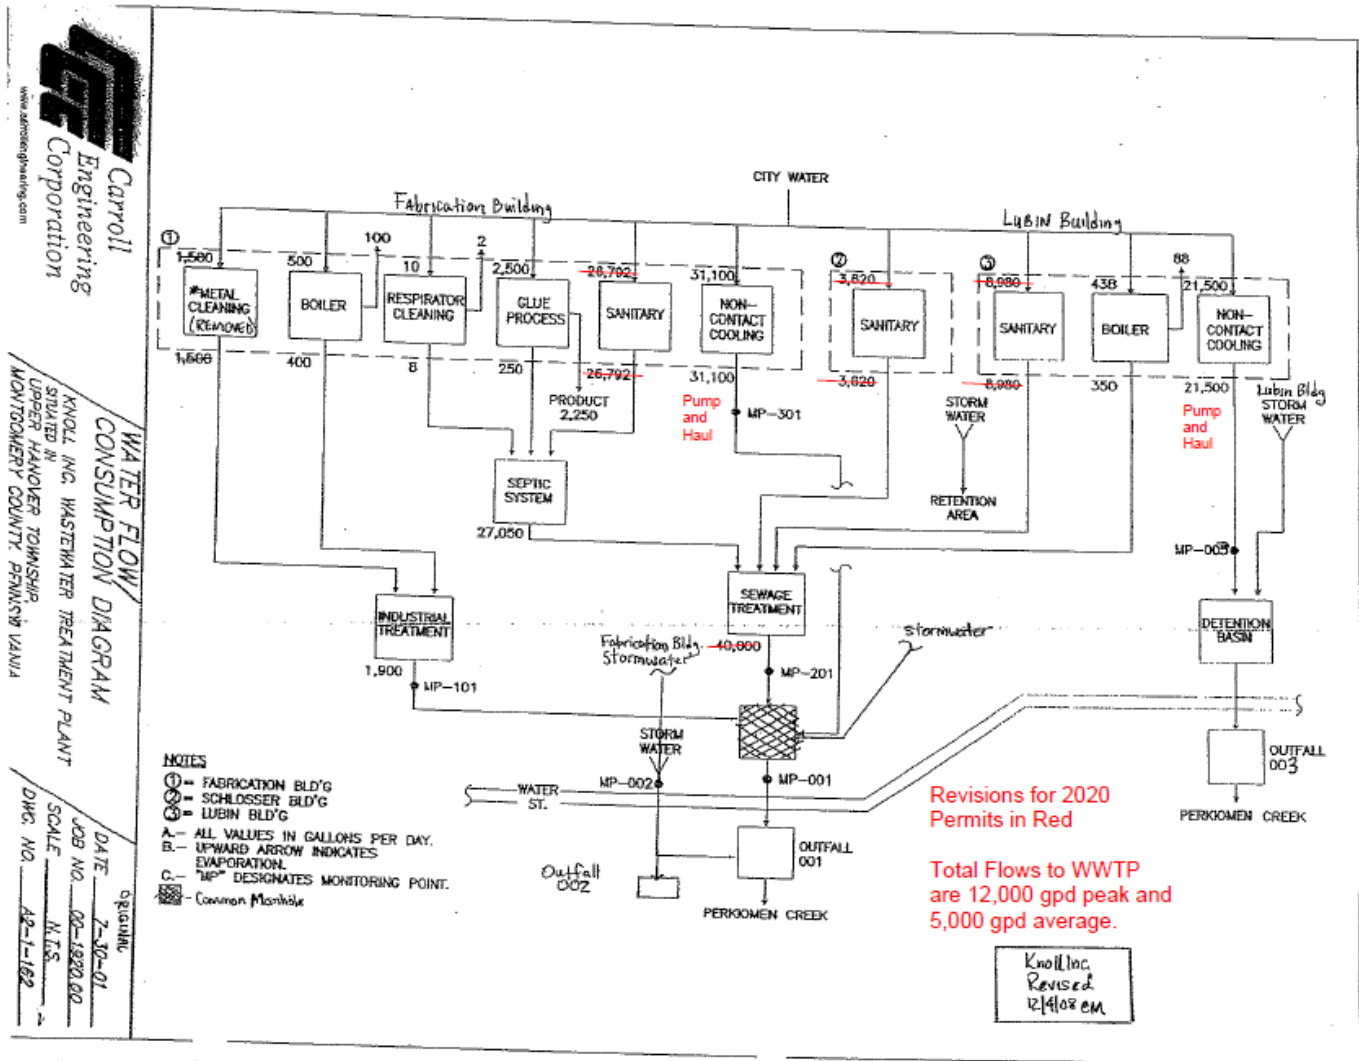 Carroll
Engineering
Corporation
www.carrollengineering.com
WATER FLOW/
CONSUMPTION DIAGRAM
KNOLL INC. WASTEWATER TREATMENT PLANT
SITUATED IN
UPPER HANOVER TOWNSHIP,
MONTGOMERY COUNTY, PENNSYLVANIA
ORIGINAL
DATE 7-30-01
JOB NO. 00-1920.00
SCALE N.T.S.
DWG. NO. A2-1-162
CITY WATER
Fabrication Building
LUBIN Building
1
1,500
500
100
10
2
2,500
26,792
31,100
2
3,620
3
8,980
438
88
21,500
*METAL
CLEANING
(REMOVED)
BOILER
RESPIRATOR
CLEANING
GLUE
PROCESS
SANITARY
NON-
CONTACT
COOLING
SANITARY
SANITARY
BOILER
NON-
CONTACT
COOLING
1,500
400
8
250
26,792
31,100
3,620
8,980
350
21,500
PRODUCT
2,250
Pump
and
Haul
MP-301
STORM
WATER
Pump
and
Haul
Lubin Bldg
STORM
WATER
SEPTIC
SYSTEM
RETENTION
AREA
27,050
MP-003
SEWAGE
TREATMENT
INDUSTRIAL
TREATMENT
DETENTION
BASIN
Fabrication Bldg.
Stormwater
40,000
stormwater
1,900
MP-101
MP-201
STORM
WATER
OUTFALL
003
NOTES
1 = FABRICATION BLD'G
2 = SCHLOSSER BLD'G
3 = LUBIN BLD'G
A.- ALL VALUES IN GALLONS PER DAY.
B.- UPWARD ARROW INDICATES
EVAPORATION.
C.- "MP" DESIGNATES MONITORING POINT.
- Common Manhole
WATER
ST.
MP-002
MP-001
Revisions for 2020
Permits in Red
PERKIOMEN CREEK
Outfall
002
OUTFALL
001
Total Flows to WWTP
are 12,000 gpd peak and
5,000 gpd average.
PERKIOMEN CREEK
Knoll Inc.
Revised
12/4/08 CM